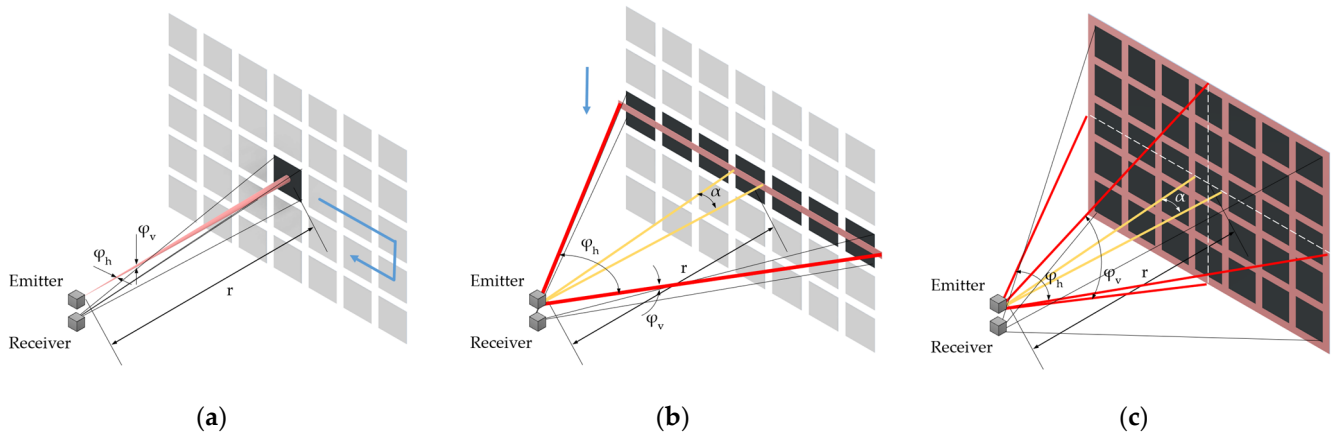 φv
φh
r
Emitter
Receiver
(a)
α
φh
r
φv
Emitter
Receiver
(b)
α
r
φh
φv
Emitter
Receiver
(c)